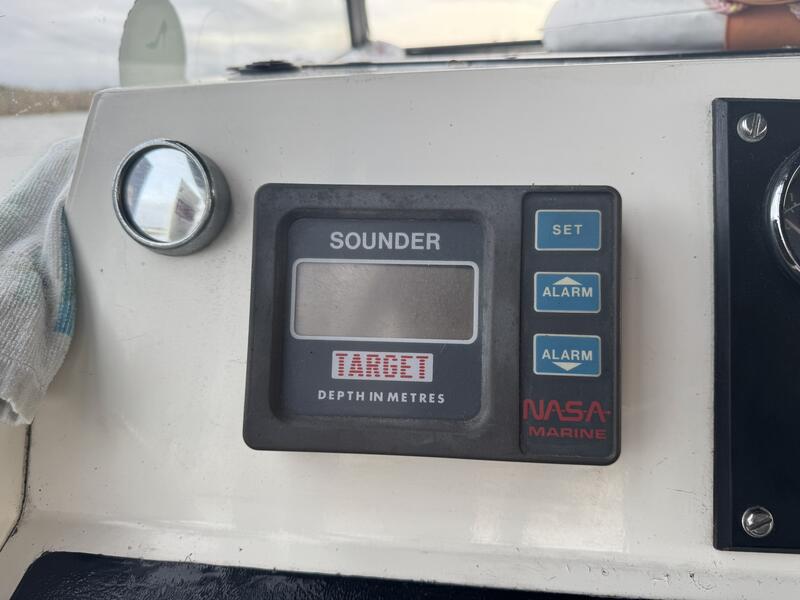 SOUNDER
TARGET
DEPTH IN METRES
SET
ALARM
ALARM
NASA
MARINE